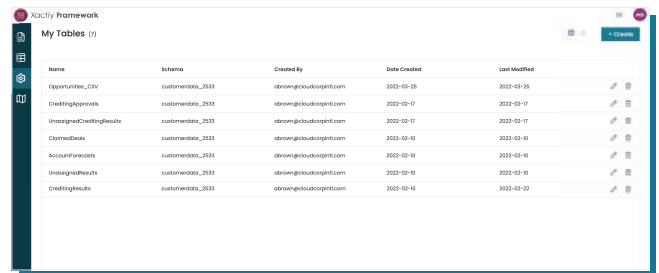 Xactly Framework
My Tables (7)
+ Create
Name Schema Created By Date Created Last Modified
Opportunities_CSV customerdata_2533 abrown@cloudcorpintl.com 2022-03-25 2022-03-25
CreditingApprovals customerdata_2533 abrown@cloudcorpintl.com 2022-02-17 2022-02-17
UnassignedCreditingResults customerdata_2533 abrown@cloudcorpintl.com 2022-02-17 2022-02-17
ClaimedDeals customerdata_2533 abrown@cloudcorpintl.com 2022-02-10 2022-02-10
AccountForecasts customerdata_2533 abrown@cloudcorpintl.com 2022-02-10 2022-02-10
UnassignedResults customerdata_2533 abrown@cloudcorpintl.com 2022-02-10 2022-02-10
CreditingResults customerdata_2533 abrown@cloudcorpintl.com 2022-02-10 2022-02-22